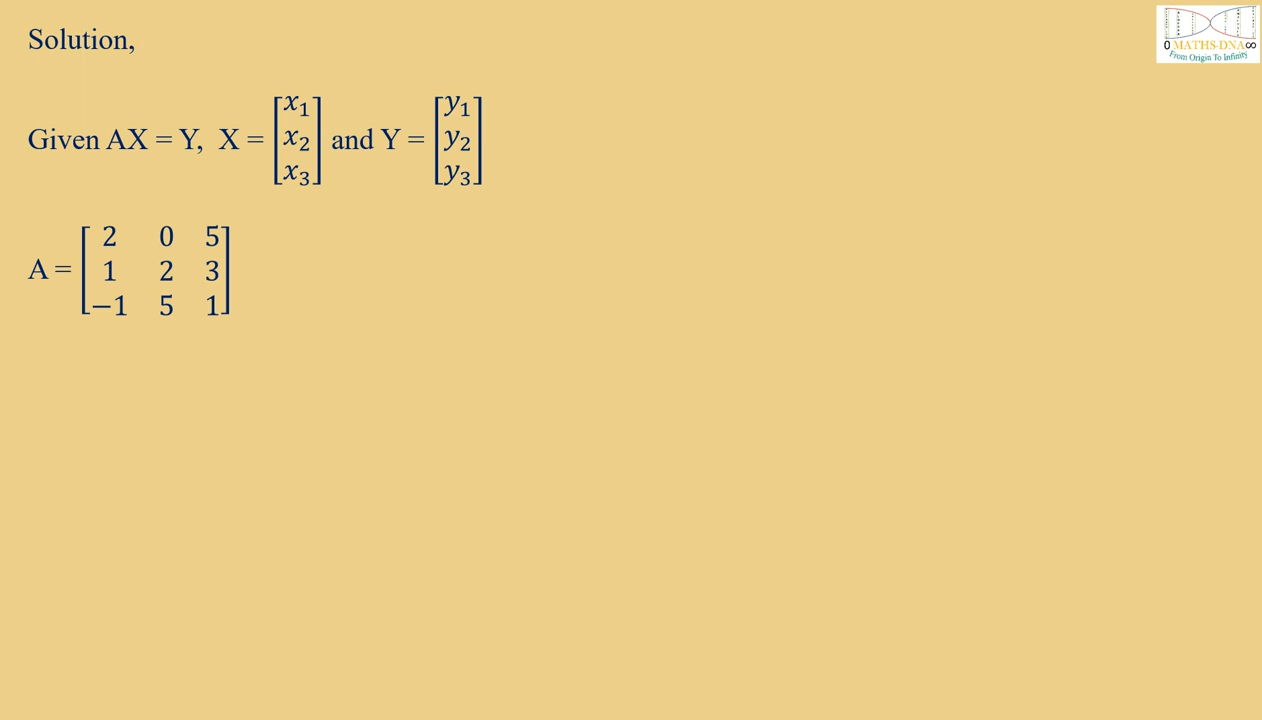 Solution,
Given AX = Y, X = [x₁ x₂ x₃] and Y = [y₁ y₂ y₃]
A = [2 0 5
1 2 3
−1 5 1]
0 MATHS-DNA ∞
From Origin To Infinity